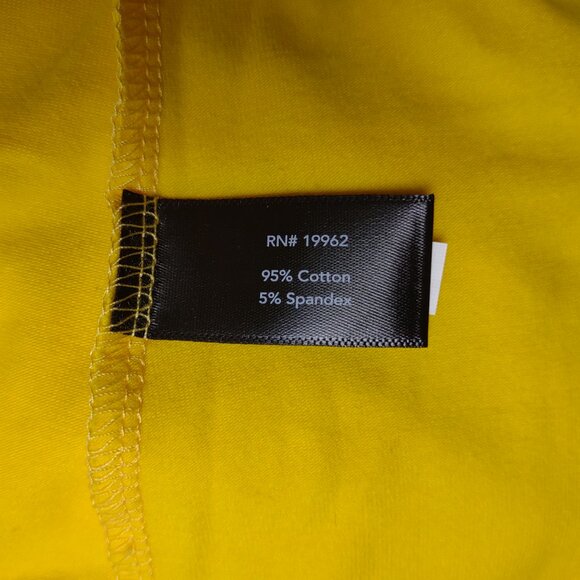 RN# 19962
95% Cotton
5% Spandex